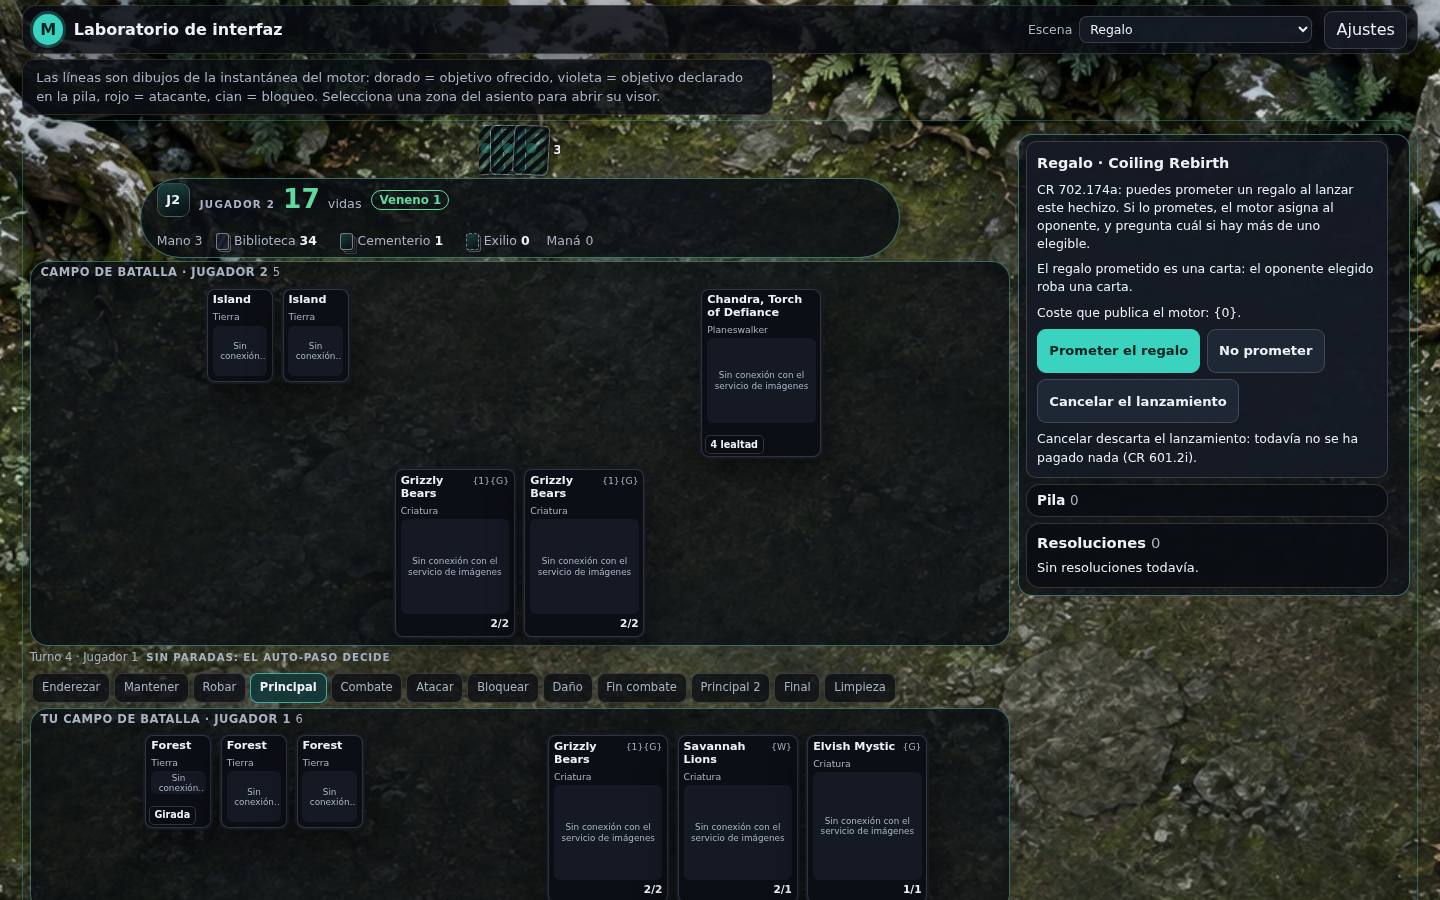 M Laboratorio de interfaz
Escena Regalo Ajustes
Las líneas son dibujos de la instantánea del motor: dorado = objetivo ofrecido, violeta = objetivo declarado
en la pila, rojo = atacante, cian = bloqueo. Selecciona una zona del asiento para abrir su visor.
3
J2 JUGADOR 2 17 vidas Veneno 1
Mano 3 Biblioteca 34 Cementerio 1 Exilio 0 Maná 0
CAMPO DE BATALLA · JUGADOR 2 5
Island
Tierra
Sin
conexión..
Island
Tierra
Sin
conexión..
Chandra, Torch
of Defiance
Planeswalker
Sin conexión con el
servicio de imágenes
4 lealtad
Grizzly
Bears
{1}{G}
Criatura
Sin conexión con el
servicio de imágenes
2/2
Grizzly
Bears
{1}{G}
Criatura
Sin conexión con el
servicio de imágenes
2/2
Turno 4 · Jugador 1 SIN PARADAS: EL AUTO-PASO DECIDE
Enderezar Mantener Robar Principal Combate Atacar Bloquear Daño Fin combate Principal 2 Final Limpieza
TU CAMPO DE BATALLA · JUGADOR 1 6
Forest
Tierra
Sin
conexión..
Girada
Forest
Tierra
Sin
conexión..
Forest
Tierra
Sin
conexión..
Grizzly
Bears
{1}{G}
Criatura
Sin conexión con el
servicio de imágenes
2/2
Savannah
Lions
{W}
Criatura
Sin conexión con el
servicio de imágenes
2/1
Elvish Mystic {G}
Criatura
Sin conexión con el
servicio de imágenes
1/1
Regalo · Coiling Rebirth
CR 702.174a: puedes prometer un regalo al lanzar
este hechizo. Si lo prometes, el motor asigna al
oponente, y pregunta cuál si hay más de uno
elegible.
El regalo prometido es una carta: el oponente elegido
roba una carta.
Coste que publica el motor: {0}.
Prometer el regalo No prometer
Cancelar el lanzamiento
Cancelar descarta el lanzamiento: todavía no se ha
pagado nada (CR 601.2i).
Pila 0
Resoluciones 0
Sin resoluciones todavía.